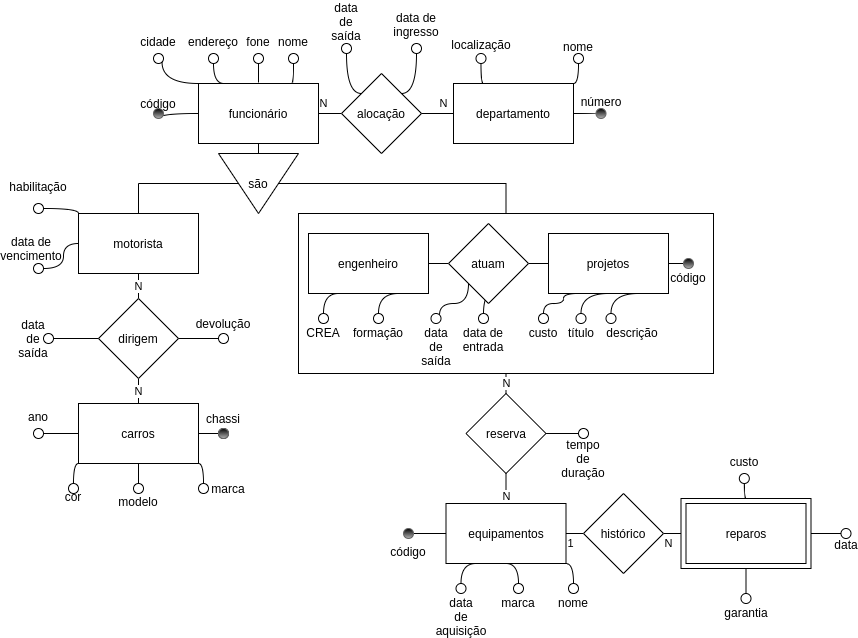 data
de
saída
data de
ingresso
cidade
endereço
fone
nome
localização
nome
código
funcionário
N
alocação
N
departamento
número
são
habilitação
motorista
data de
vencimento
engenheiro
atuam
projetos
código
CREA
formação
data
de
saída
data de
entrada
custo
título
descrição
N
data
de
saída
dirigem
devolução
N
ano
carros
chassi
cor
modelo
marca
N
reserva
tempo
de
duração
N
custo
código
equipamentos
1
histórico
N
reparos
data
data
de
aquisição
marca
nome
garantia